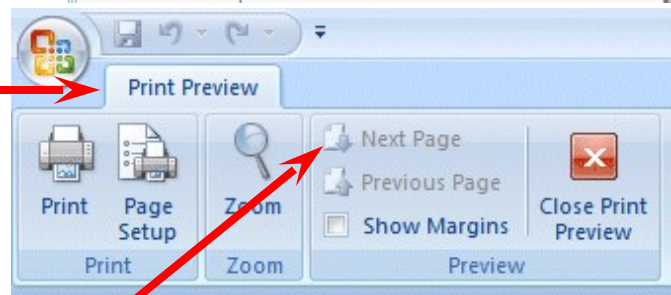 Print Preview
Next Page
Previous Page
Show Margins
Print
Page
Setup
Zoom
Close Print
Preview
Print
Zoom
Preview